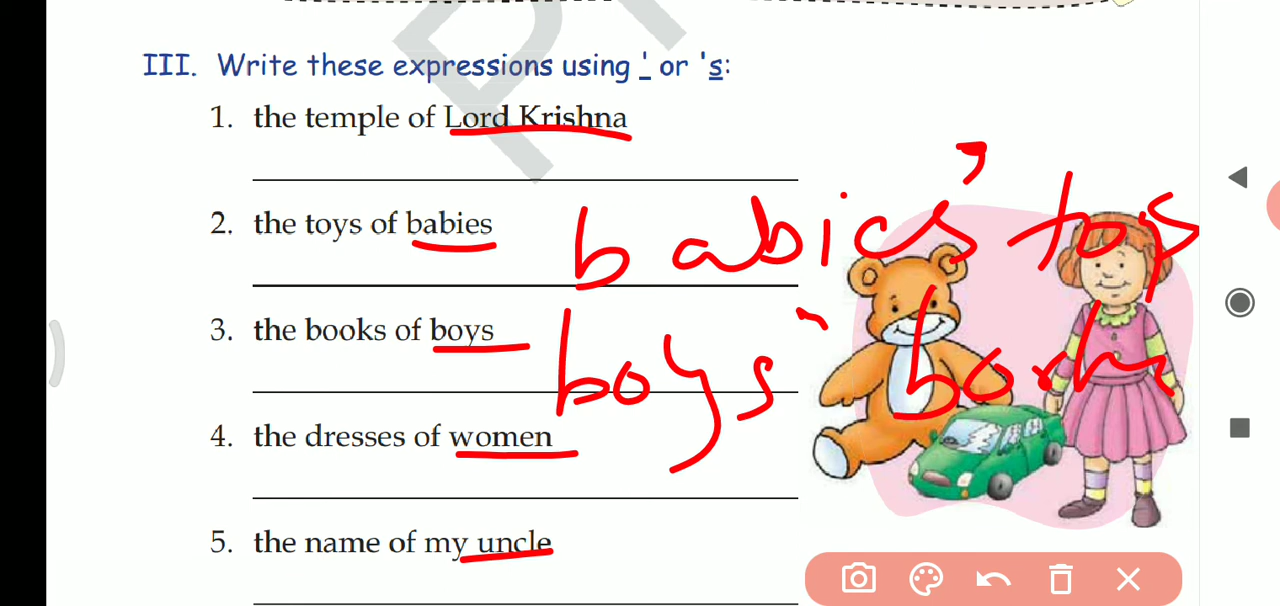 III. Write these expressions using ' or 's:
1. the temple of Lord Krishna
2. the toys of babies
babies' toys
3. the books of boys
boys'
4. the dresses of women
5. the name of my uncle